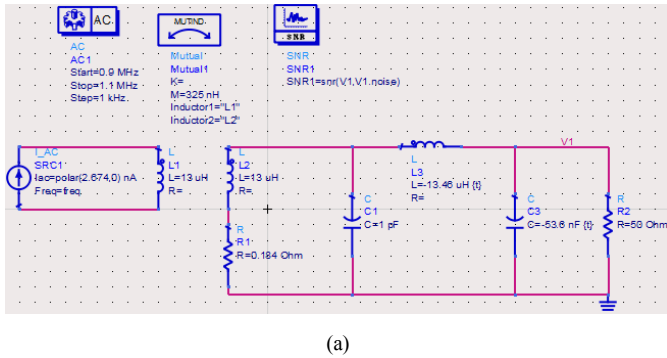 AC
AC
AC1
Start=0.9 MHz
Stop=1.1 MHz
Step=1 kHz
MUTIND
Mutual
Mutual1
K=
M=325 nH
Inductor1="L1"
Inductor2="L2"
SNR
SNR
SNR1
SNR1=snr(V1,V1.noise)
I_AC
SRC1
Iac=polar(2.674,0) nA
Freq=freq
L
L1
L=13 uH
R=
L
L2
L=13 uH
R=
R
R1
R=0.184 Ohm
C
C1
C=1 pF
L
L3
L=-13.46 uH {t}
R=
V1
C
C3
C=-53.6 nF {t}
R
R2
R=50 Ohm
(a)